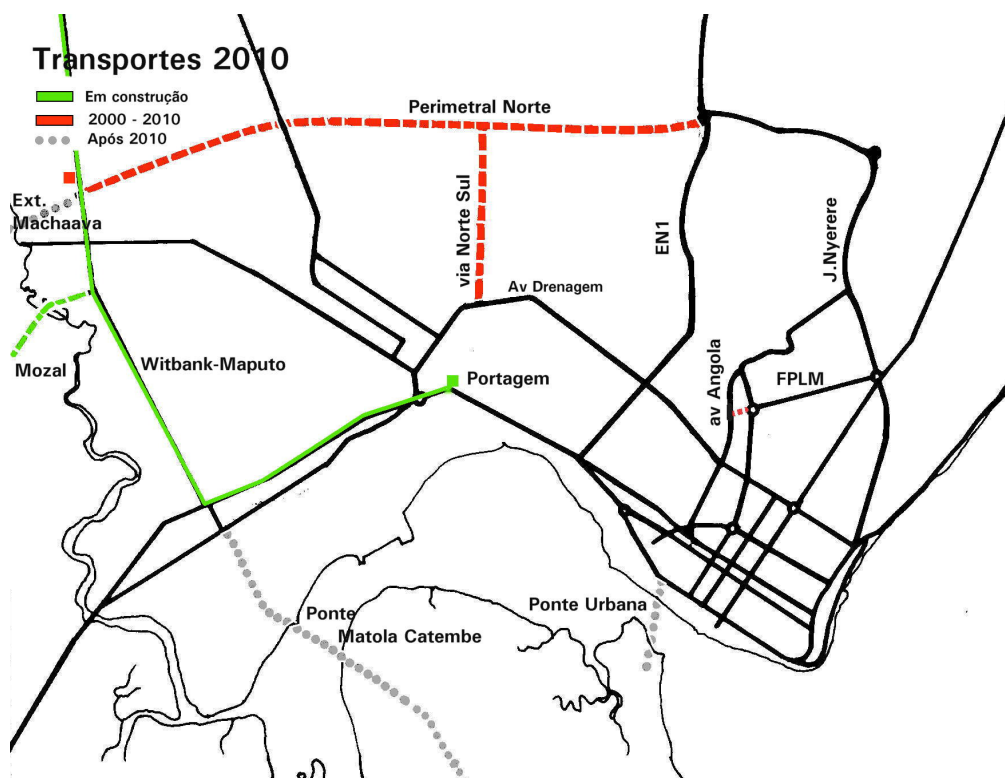 Transportes 2010
Em construção
2000 - 2010
Após 2010
Perimetral Norte
Ext.
Machaava
via Norte Sul
EN1
J.Nyerere
Av Drenagem
Mozal
Witbank-Maputo
Portagem
av Angola
FPLM
Ponte
Matola Catembe
Ponte Urbana